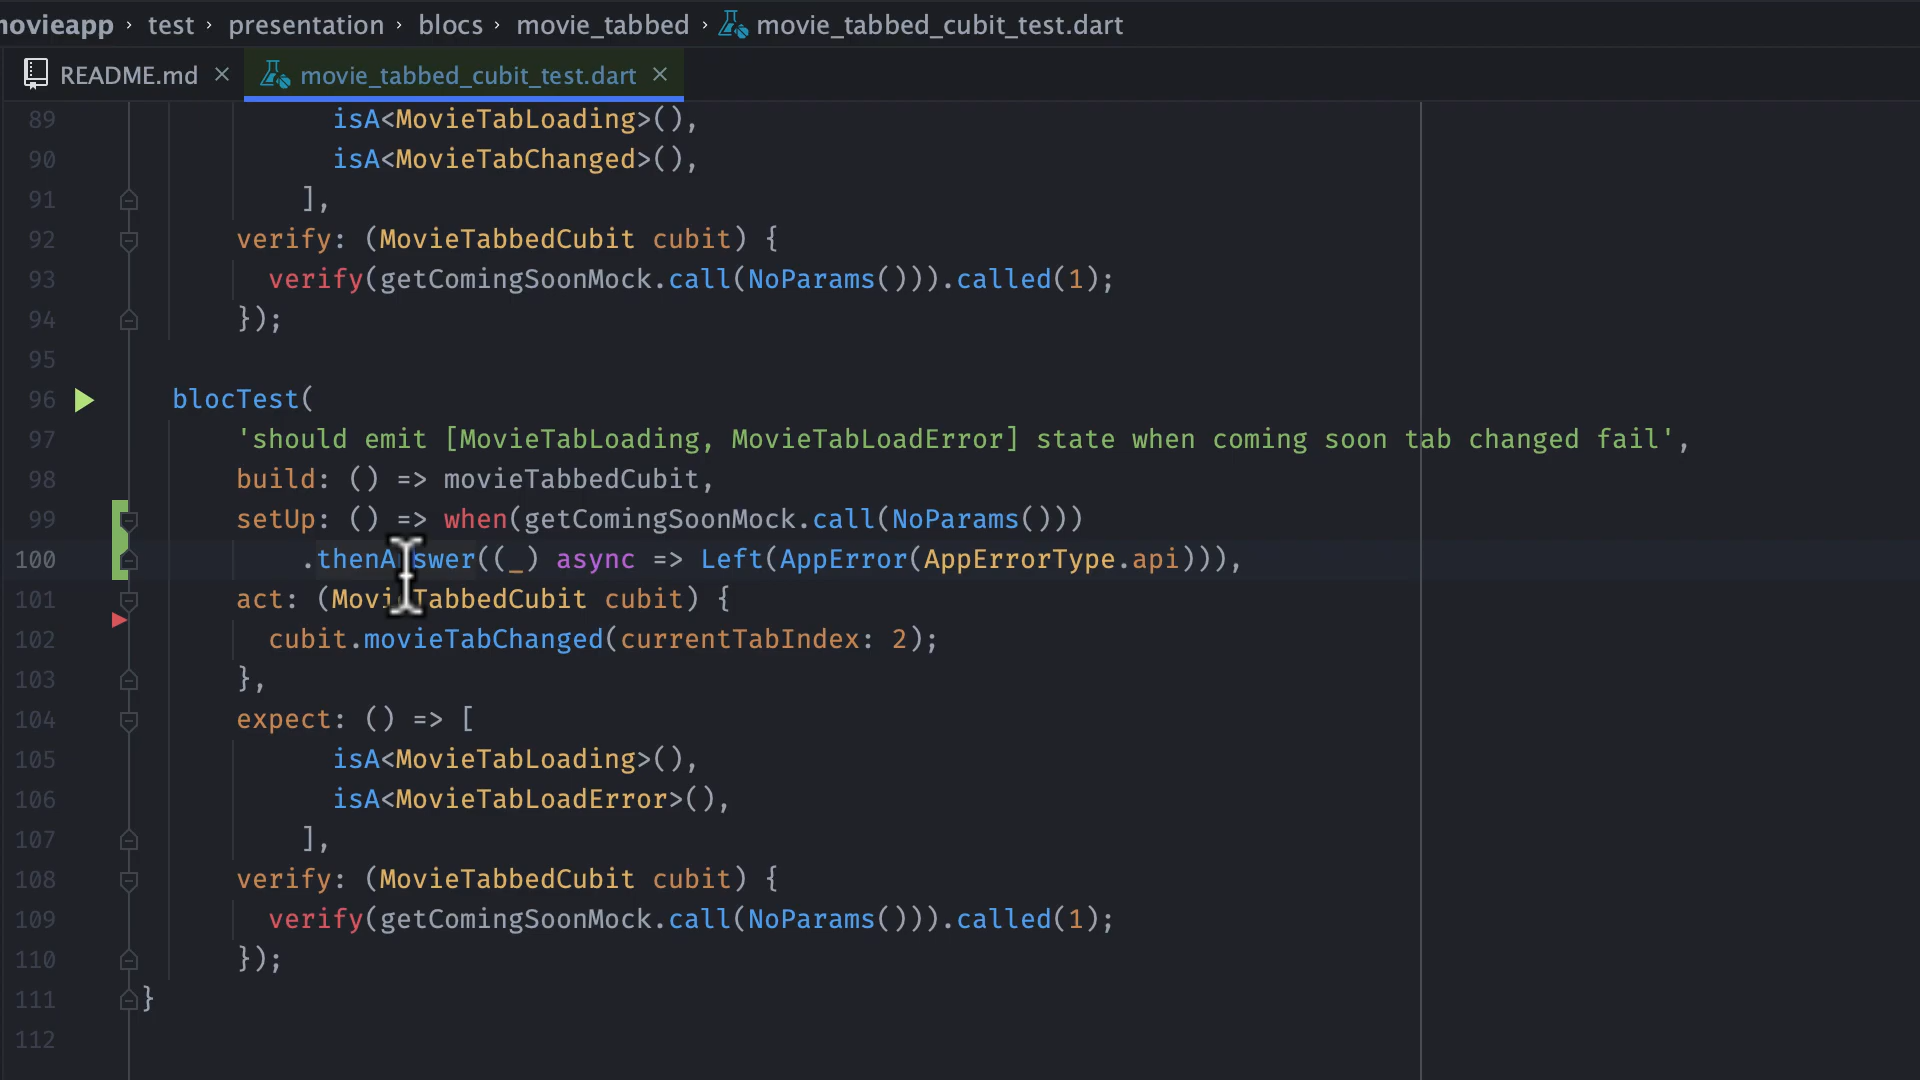 movieapp › test › presentation › blocs › movie_tabbed › movie_tabbed_cubit_test.dart
README.md × movie_tabbed_cubit_test.dart ×
89 isA<MovieTabLoading>(),
90 isA<MovieTabChanged>(),
91 ],
92 verify: (MovieTabbedCubit cubit) {
93 verify(getComingSoonMock.call(NoParams())).called(1);
94 });
95
96 blocTest(
97 'should emit [MovieTabLoading, MovieTabLoadError] state when coming soon tab changed fail',
98 build: () => movieTabbedCubit,
99 setUp: () => when(getComingSoonMock.call(NoParams()))
100 .thenAnswer((_) async => Left(AppError(AppErrorType.api))),
101 act: (MovieTabbedCubit cubit) {
102 cubit.movieTabChanged(currentTabIndex: 2);
103 },
104 expect: () => [
105 isA<MovieTabLoading>(),
106 isA<MovieTabLoadError>(),
107 ],
108 verify: (MovieTabbedCubit cubit) {
109 verify(getComingSoonMock.call(NoParams())).called(1);
110 });
111 }
112